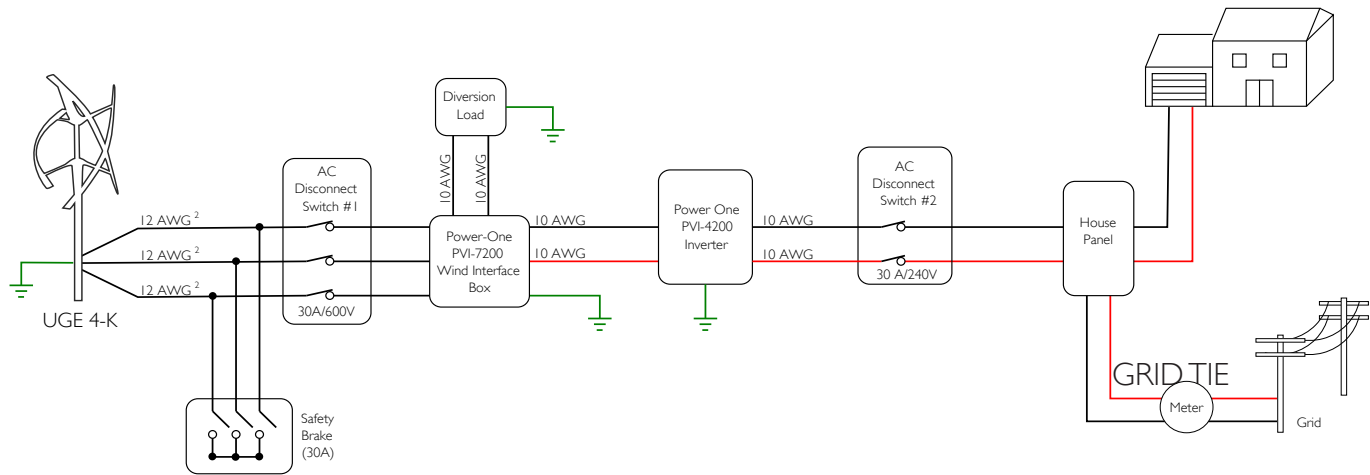 Diversion
Load
10 AWG
10 AWG
AC
Disconnect
Switch #1
30A/600V
12 AWG 2
12 AWG 2
12 AWG 2
UGE 4-K
Safety
Brake
(30A)
Power-One
PVI-7200
Wind Interface
Box
10 AWG
10 AWG
Power One
PVI-4200
Inverter
10 AWG
10 AWG
AC
Disconnect
Switch #2
30 A/240V
House
Panel
GRID TIE
Meter
Grid